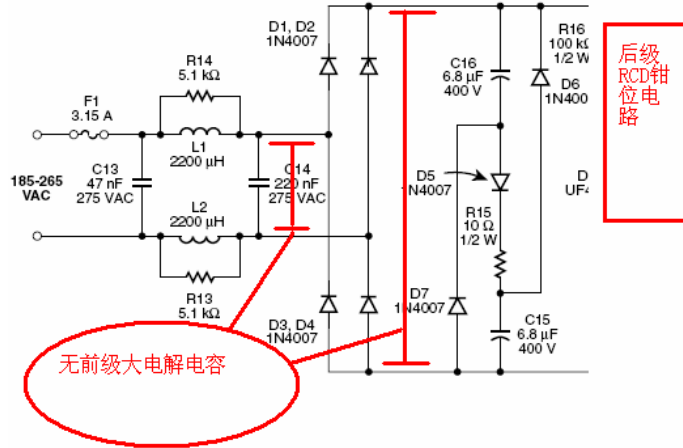 D1, D2
1N4007
R14
5.1 kΩ
F1
3.15 A
L1
2200 µH
C13
47 nF
275 VAC
C14
220 nF
275 VAC
185-265
VAC
L2
2200 µH
R13
5.1 kΩ
D3, D4
1N4007
C16
6.8 µF
400 V
R16
100 kΩ
1/2 W
D6
1N400
D5
1N4007
D
UF4
R15
10 Ω
1/2 W
D7
1N4007
C15
6.8 µF
400 V
后级
RCD钳
位电
路
无前级大电解电容